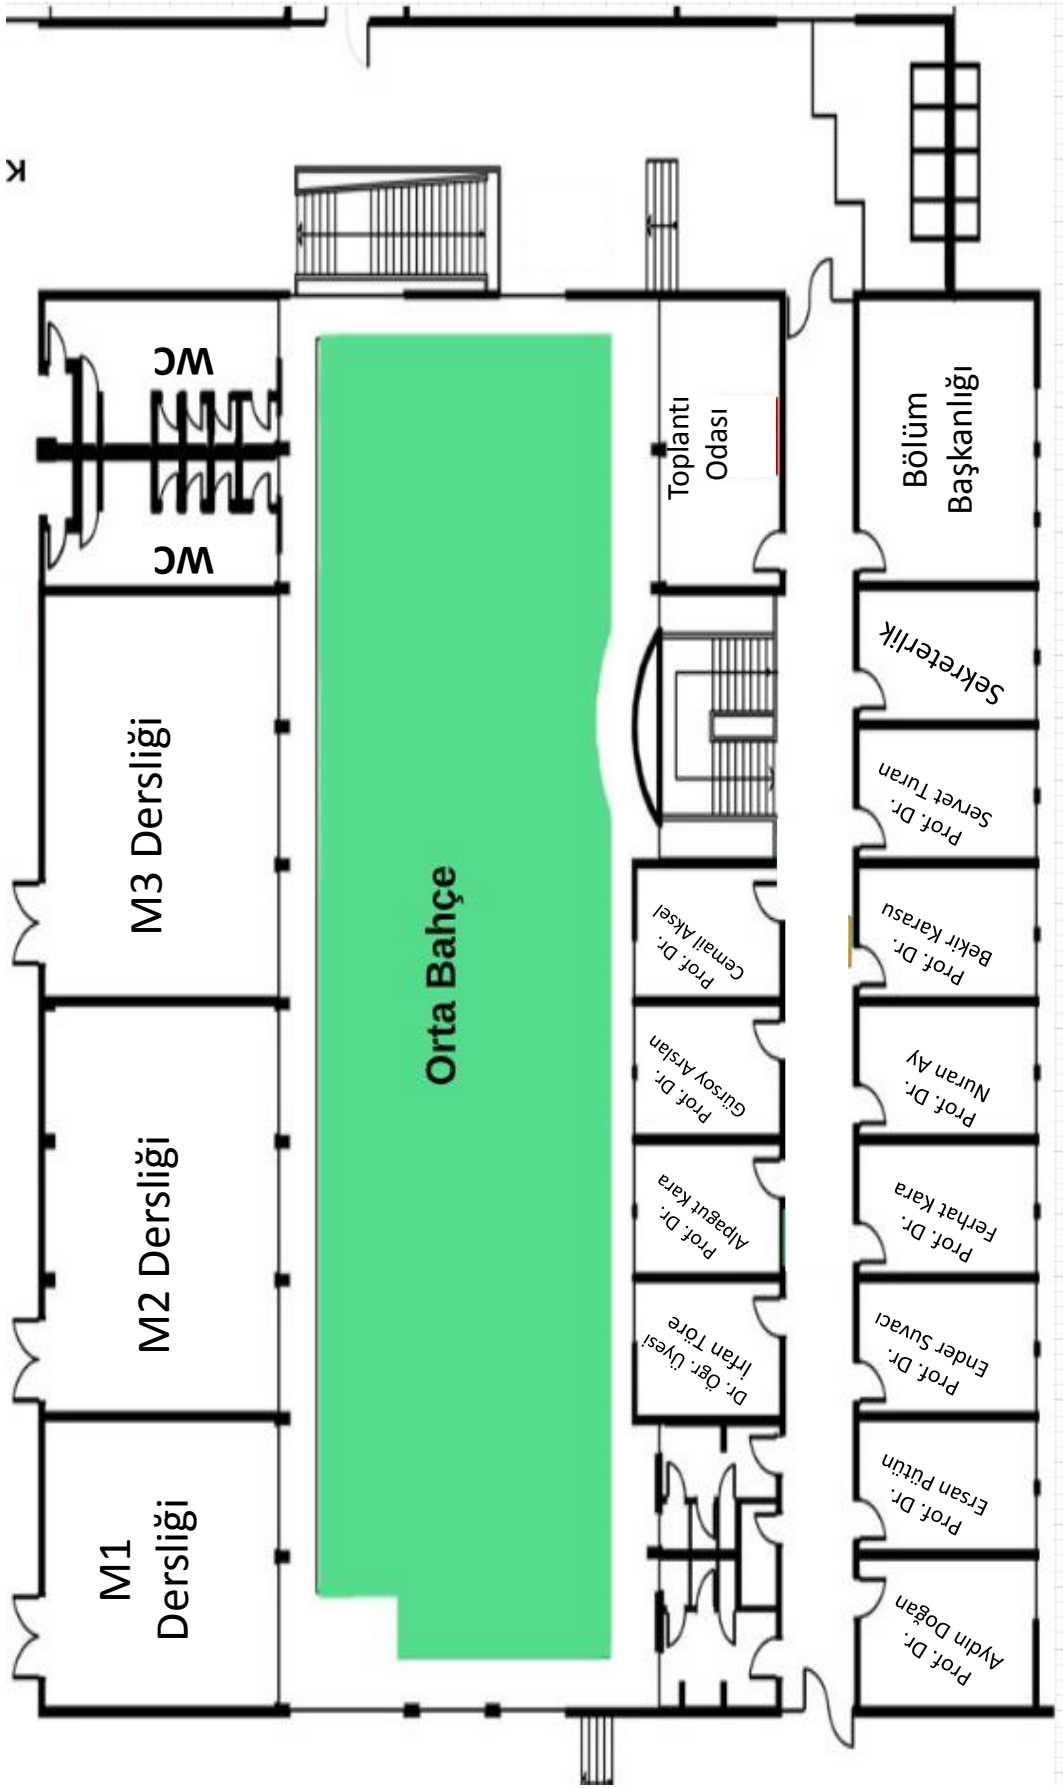 K
WC
WC
M3 Dersliği
M2 Dersliği
M1
Dersliği
Orta Bahçe
Toplantı
Odası
Bölüm
Başkanlığı
Sekreterlik
Prof. Dr.
Servet Turan
Prof. Dr.
Bekir Karasu
Prof. Dr.
Nuran Ay
Prof. Dr.
Ferhat Kara
Prof. Dr.
Ender Suvacı
Prof. Dr.
Ersan Pütün
Prof. Dr.
Aydın Doğan
Prof. Dr.
Cemail Aksel
Prof. Dr.
Gürsoy Arslan
Prof. Dr.
Alpagut Kara
Dr. Öğr. Üyesi
İrfan Töre